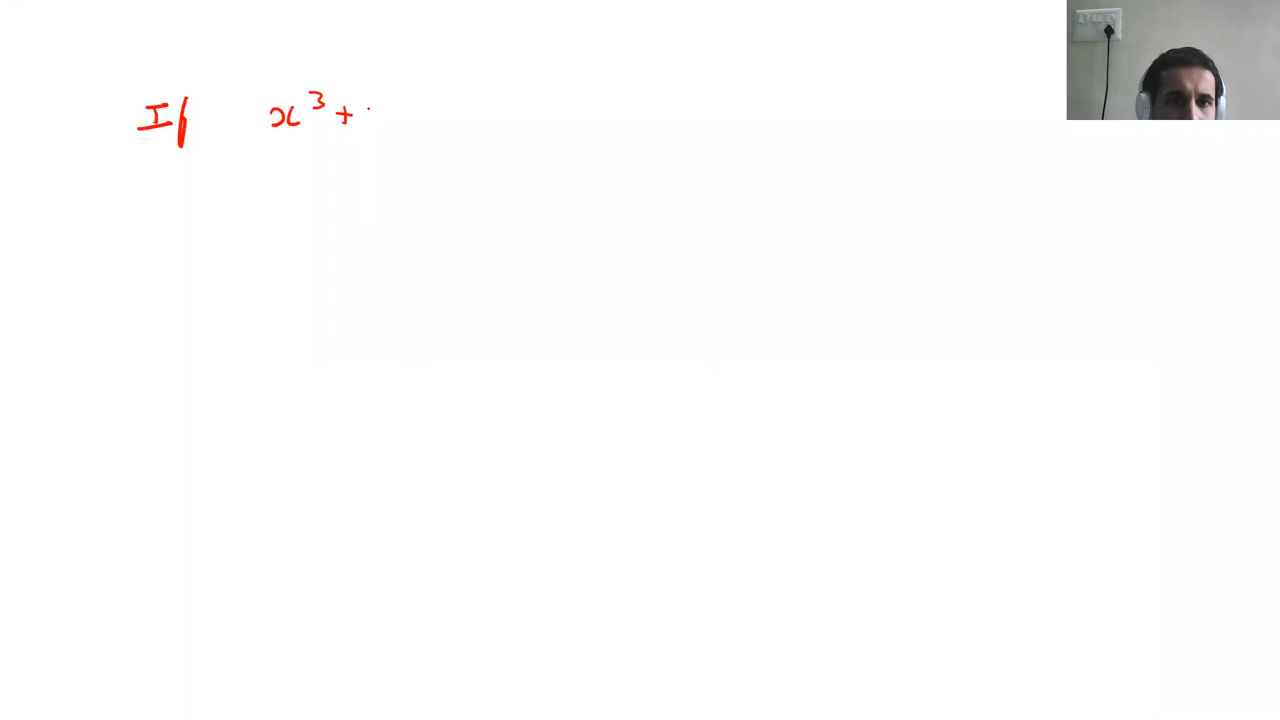 If x³ +